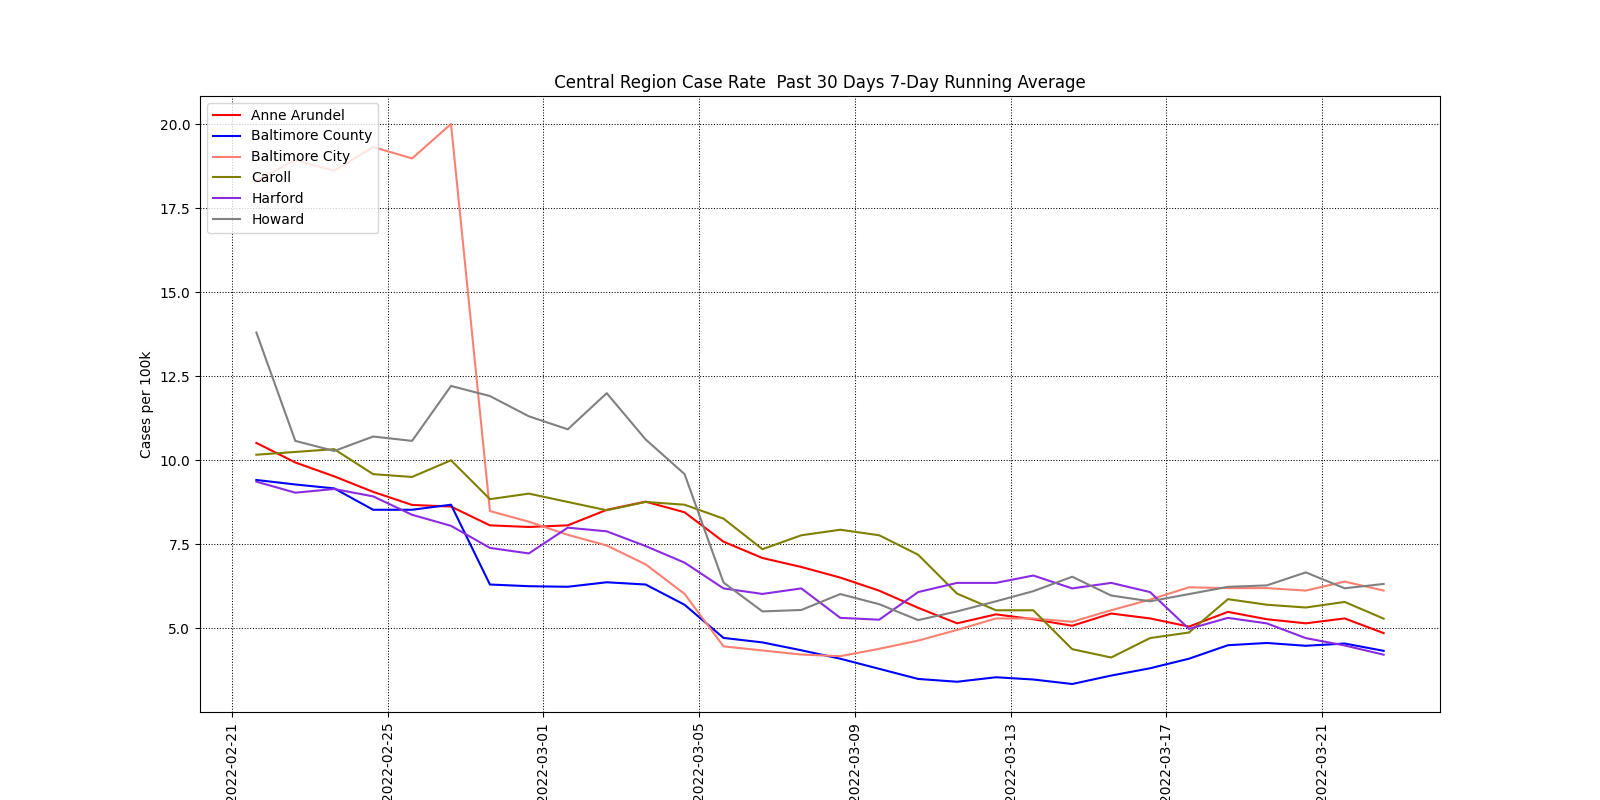 Central Region Case Rate  Past 30 Days 7-Day Running Average
Anne Arundel
Baltimore County
Baltimore City
Caroll
Harford
Howard
20.0
17.5
15.0
12.5
10.0
7.5
5.0
Cases per 100k
2022-02-21
2022-02-25
2022-03-01
2022-03-05
2022-03-09
2022-03-13
2022-03-17
2022-03-21